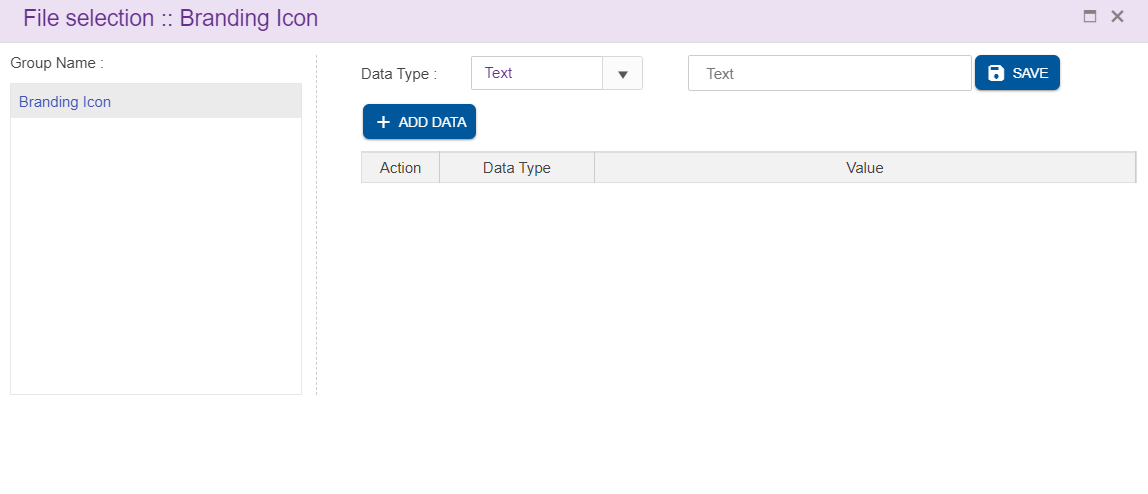 File selection :: Branding Icon
Group Name :
Branding Icon
Data Type :
Text
Text
SAVE
ADD DATA
Action
Data Type
Value